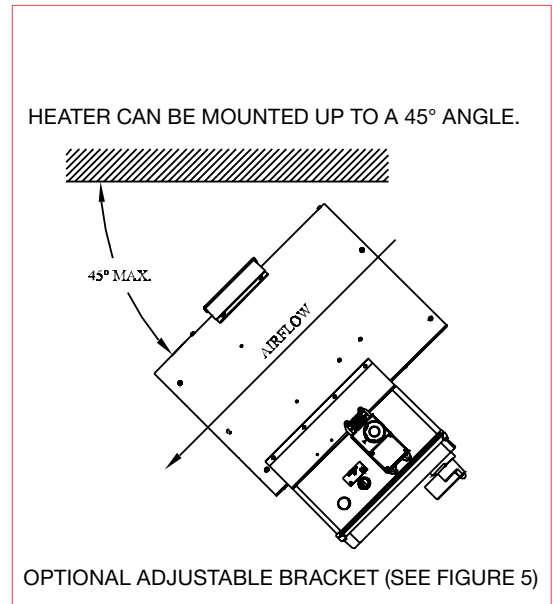 HEATER CAN BE MOUNTED UP TO A 45° ANGLE.
45° MAX.
AIRFLOW
OPTIONAL ADJUSTABLE BRACKET (SEE FIGURE 5)